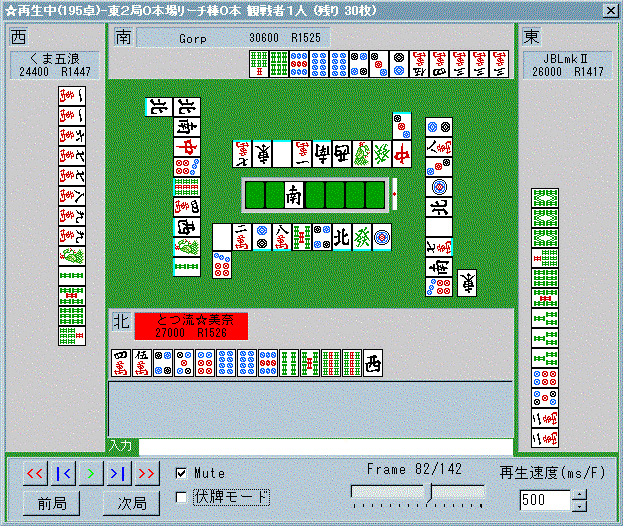 ★再生中(195卓)-東2局0本場リーチ棒0本 観戦者1人 (残り 30枚)
西
くま五浪
24400 R1447
南
Gorp 30600 R1525
東
JBLmkⅡ
26000 R1417
北
とつ流☆美奈
27000 R1526
入力
<< |< > >| >>
前局 次局
Mute
伏牌モード
Frame 82/142
再生速度(ms/F)
500